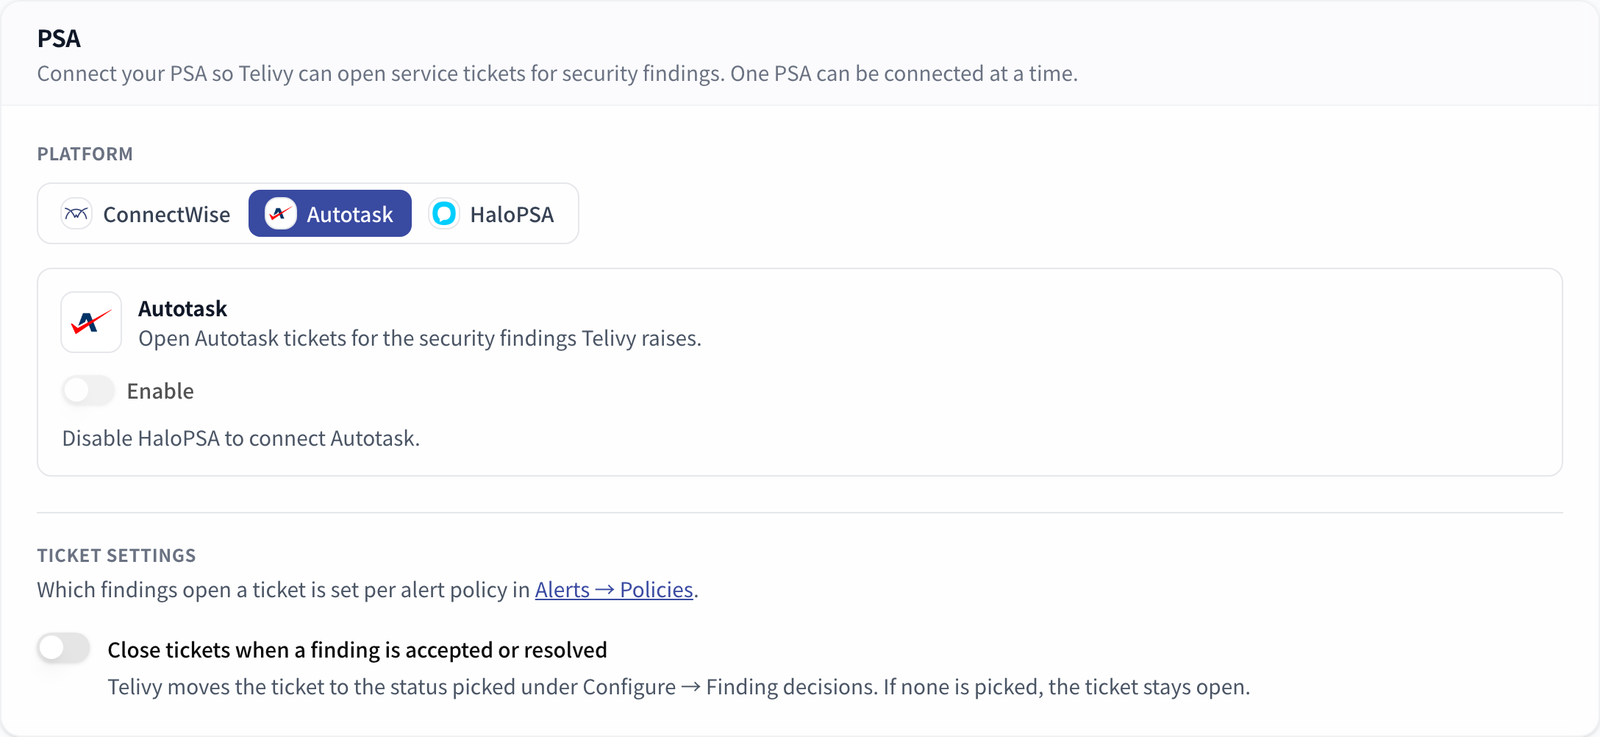 PSA
Connect your PSA so Telivy can open service tickets for security findings. One PSA can be connected at a time.
PLATFORM
ConnectWise
Autotask
HaloPSA
Autotask
Open Autotask tickets for the security findings Telivy raises.
Enable
Disable HaloPSA to connect Autotask.
TICKET SETTINGS
Which findings open a ticket is set per alert policy in Alerts → Policies.
Close tickets when a finding is accepted or resolved
Telivy moves the ticket to the status picked under Configure → Finding decisions. If none is picked, the ticket stays open.